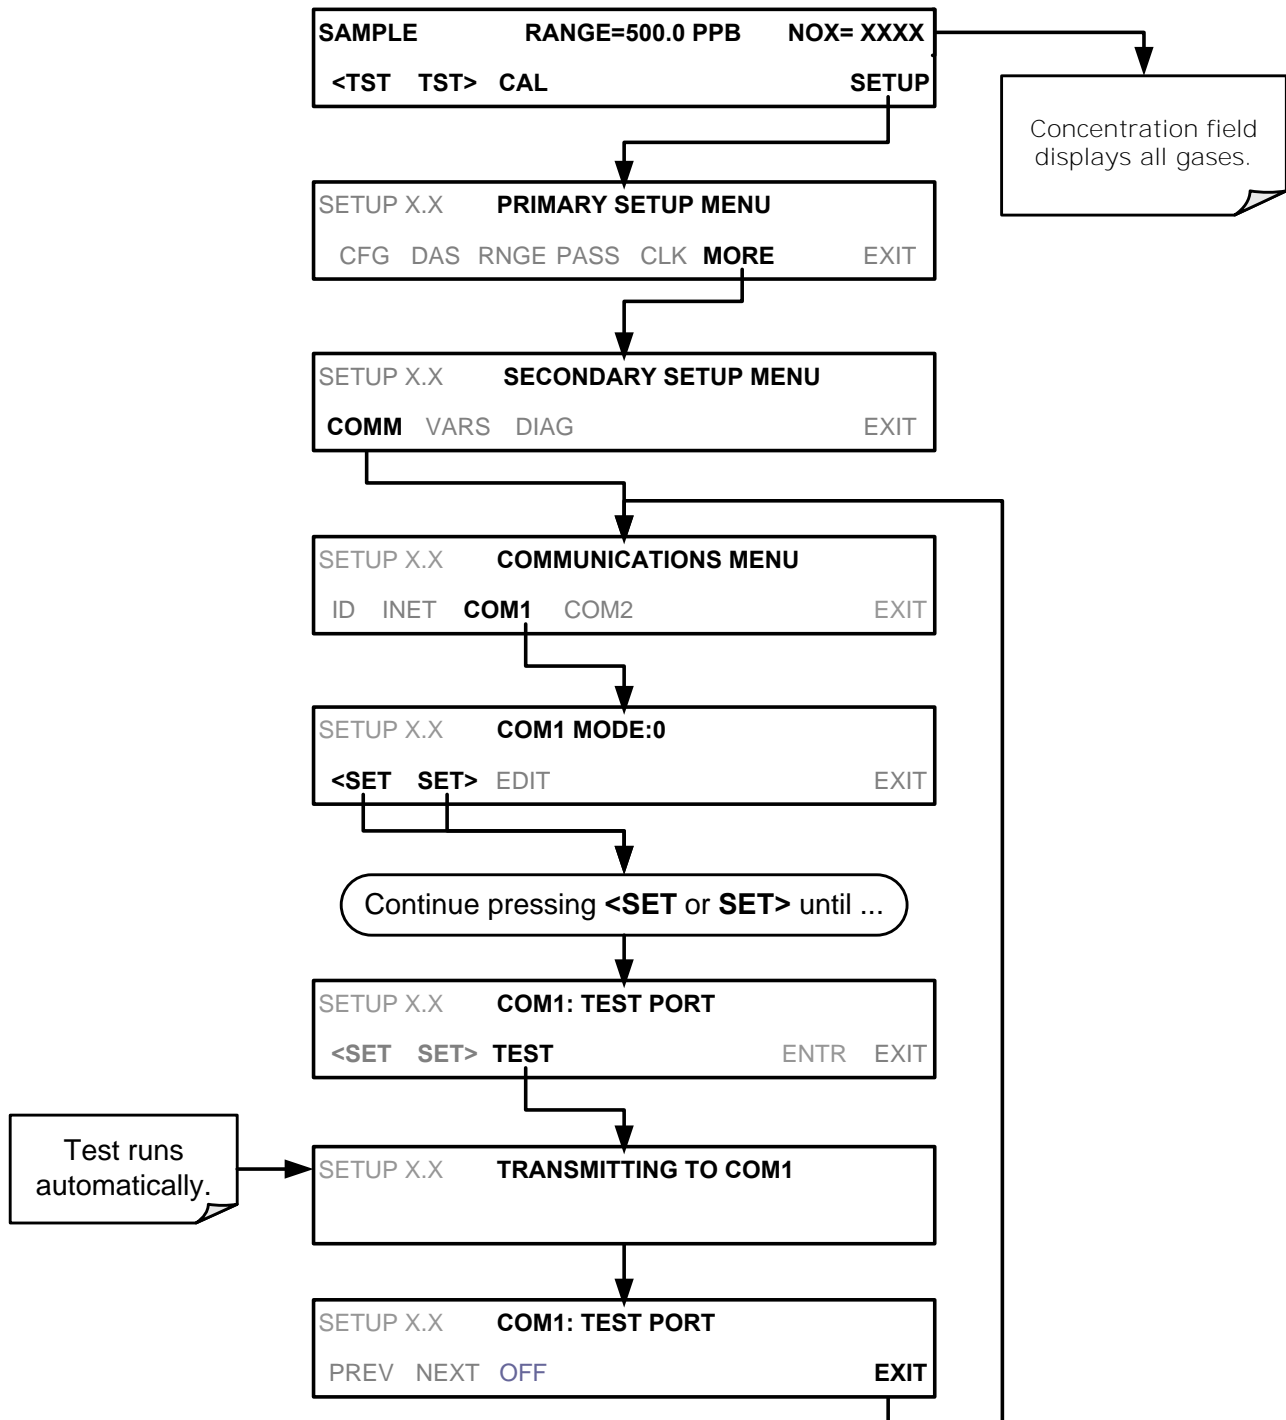 SAMPLE RANGE=500.0 PPB NOX= XXXX
<TST TST> CAL SETUP
Concentration field
displays all gases.
SETUP X.X PRIMARY SETUP MENU
CFG DAS RNGE PASS CLK MORE EXIT
SETUP X.X SECONDARY SETUP MENU
COMM VARS DIAG EXIT
SETUP X.X COMMUNICATIONS MENU
ID INET COM1 COM2 EXIT
SETUP X.X COM1 MODE:0
<SET SET> EDIT EXIT
Continue pressing <SET or SET> until ...
SETUP X.X COM1: TEST PORT
<SET SET> TEST ENTR EXIT
Test runs
automatically.
SETUP X.X TRANSMITTING TO COM1
SETUP X.X COM1: TEST PORT
PREV NEXT OFF EXIT